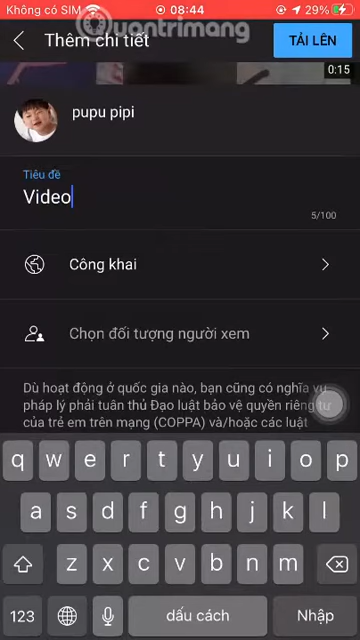 Không có SIM 08:44 29%
Quantrimang
Thêm chi tiết TẢI LÊN
0:15
pupu pipi
Tiêu đề
Video
5/100
Công khai
Chọn đối tượng người xem
Dù hoạt động ở quốc gia nào, bạn cũng có nghĩa vụ
pháp lý phải tuân thủ Đạo luật bảo vệ quyền riêng tư
của trẻ em trên mạng (COPPA) và/hoặc các luật
q w e r t y u i o p
a s d f g h j k l
z x c v b n m
123 dấu cách Nhập